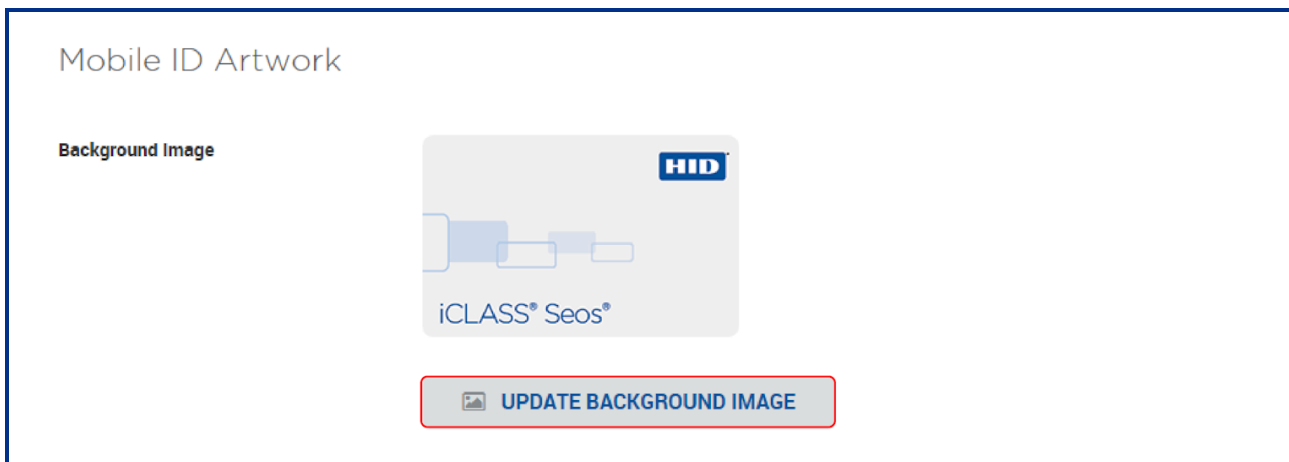 Mobile ID Artwork
Background Image
HID
iCLASS® Seos®
UPDATE BACKGROUND IMAGE